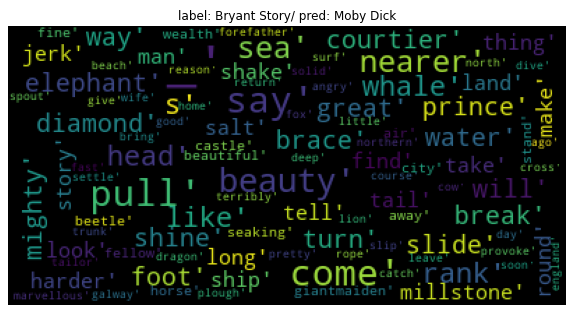 label: Bryant Story/ pred: Moby Dick
fine' wealth' forefather'
way' sea' courtier' thing'
jerk' man' ' nearer'
beach' reason' shake' surf' north' dive'
elephant' — return' solid' angry' whale' land'
spout' give' wife' s' home' say' great' prince' make'
diamond' good' salt' fox' little' air' water' stand' ago'
bring' castle' brace' northern'
mighty' story' head' beautiful' deep' find' city' take' cross'
fast' settle' pull' beauty' course' tail' cow' will'
beetle' like' terribly' tell' lion' away' break'
trunk' shine' seaking' turn' slip' day' provoke'
look' fellow' dragon' long' pretty' rope' slide' round'
tailor' foot' ship' come' catch' leave' rank' soon' england'
harder' horse' plough' giantmaiden' millstone'
marvellous' galway'